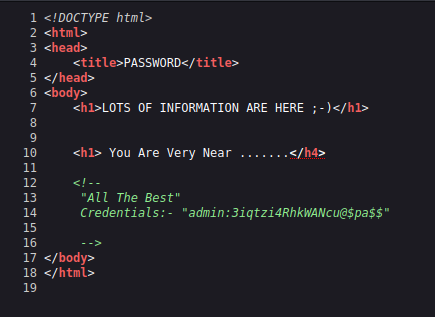 1 <!DOCTYPE html>
2 <html>
3 <head>
4     <title>PASSWORD</title>
5 </head>
6 <body>
7     <h1>LOTS OF INFORMATION ARE HERE ;-)</h1>
8
9
10     <h1> You Are Very Near .......</h4>
11
12     <!--
13      "All The Best"
14      Credentials:- "admin:3iqtzi4RhkWANcu@$pa$$"
15
16      -->
17 </body>
18 </html>
19